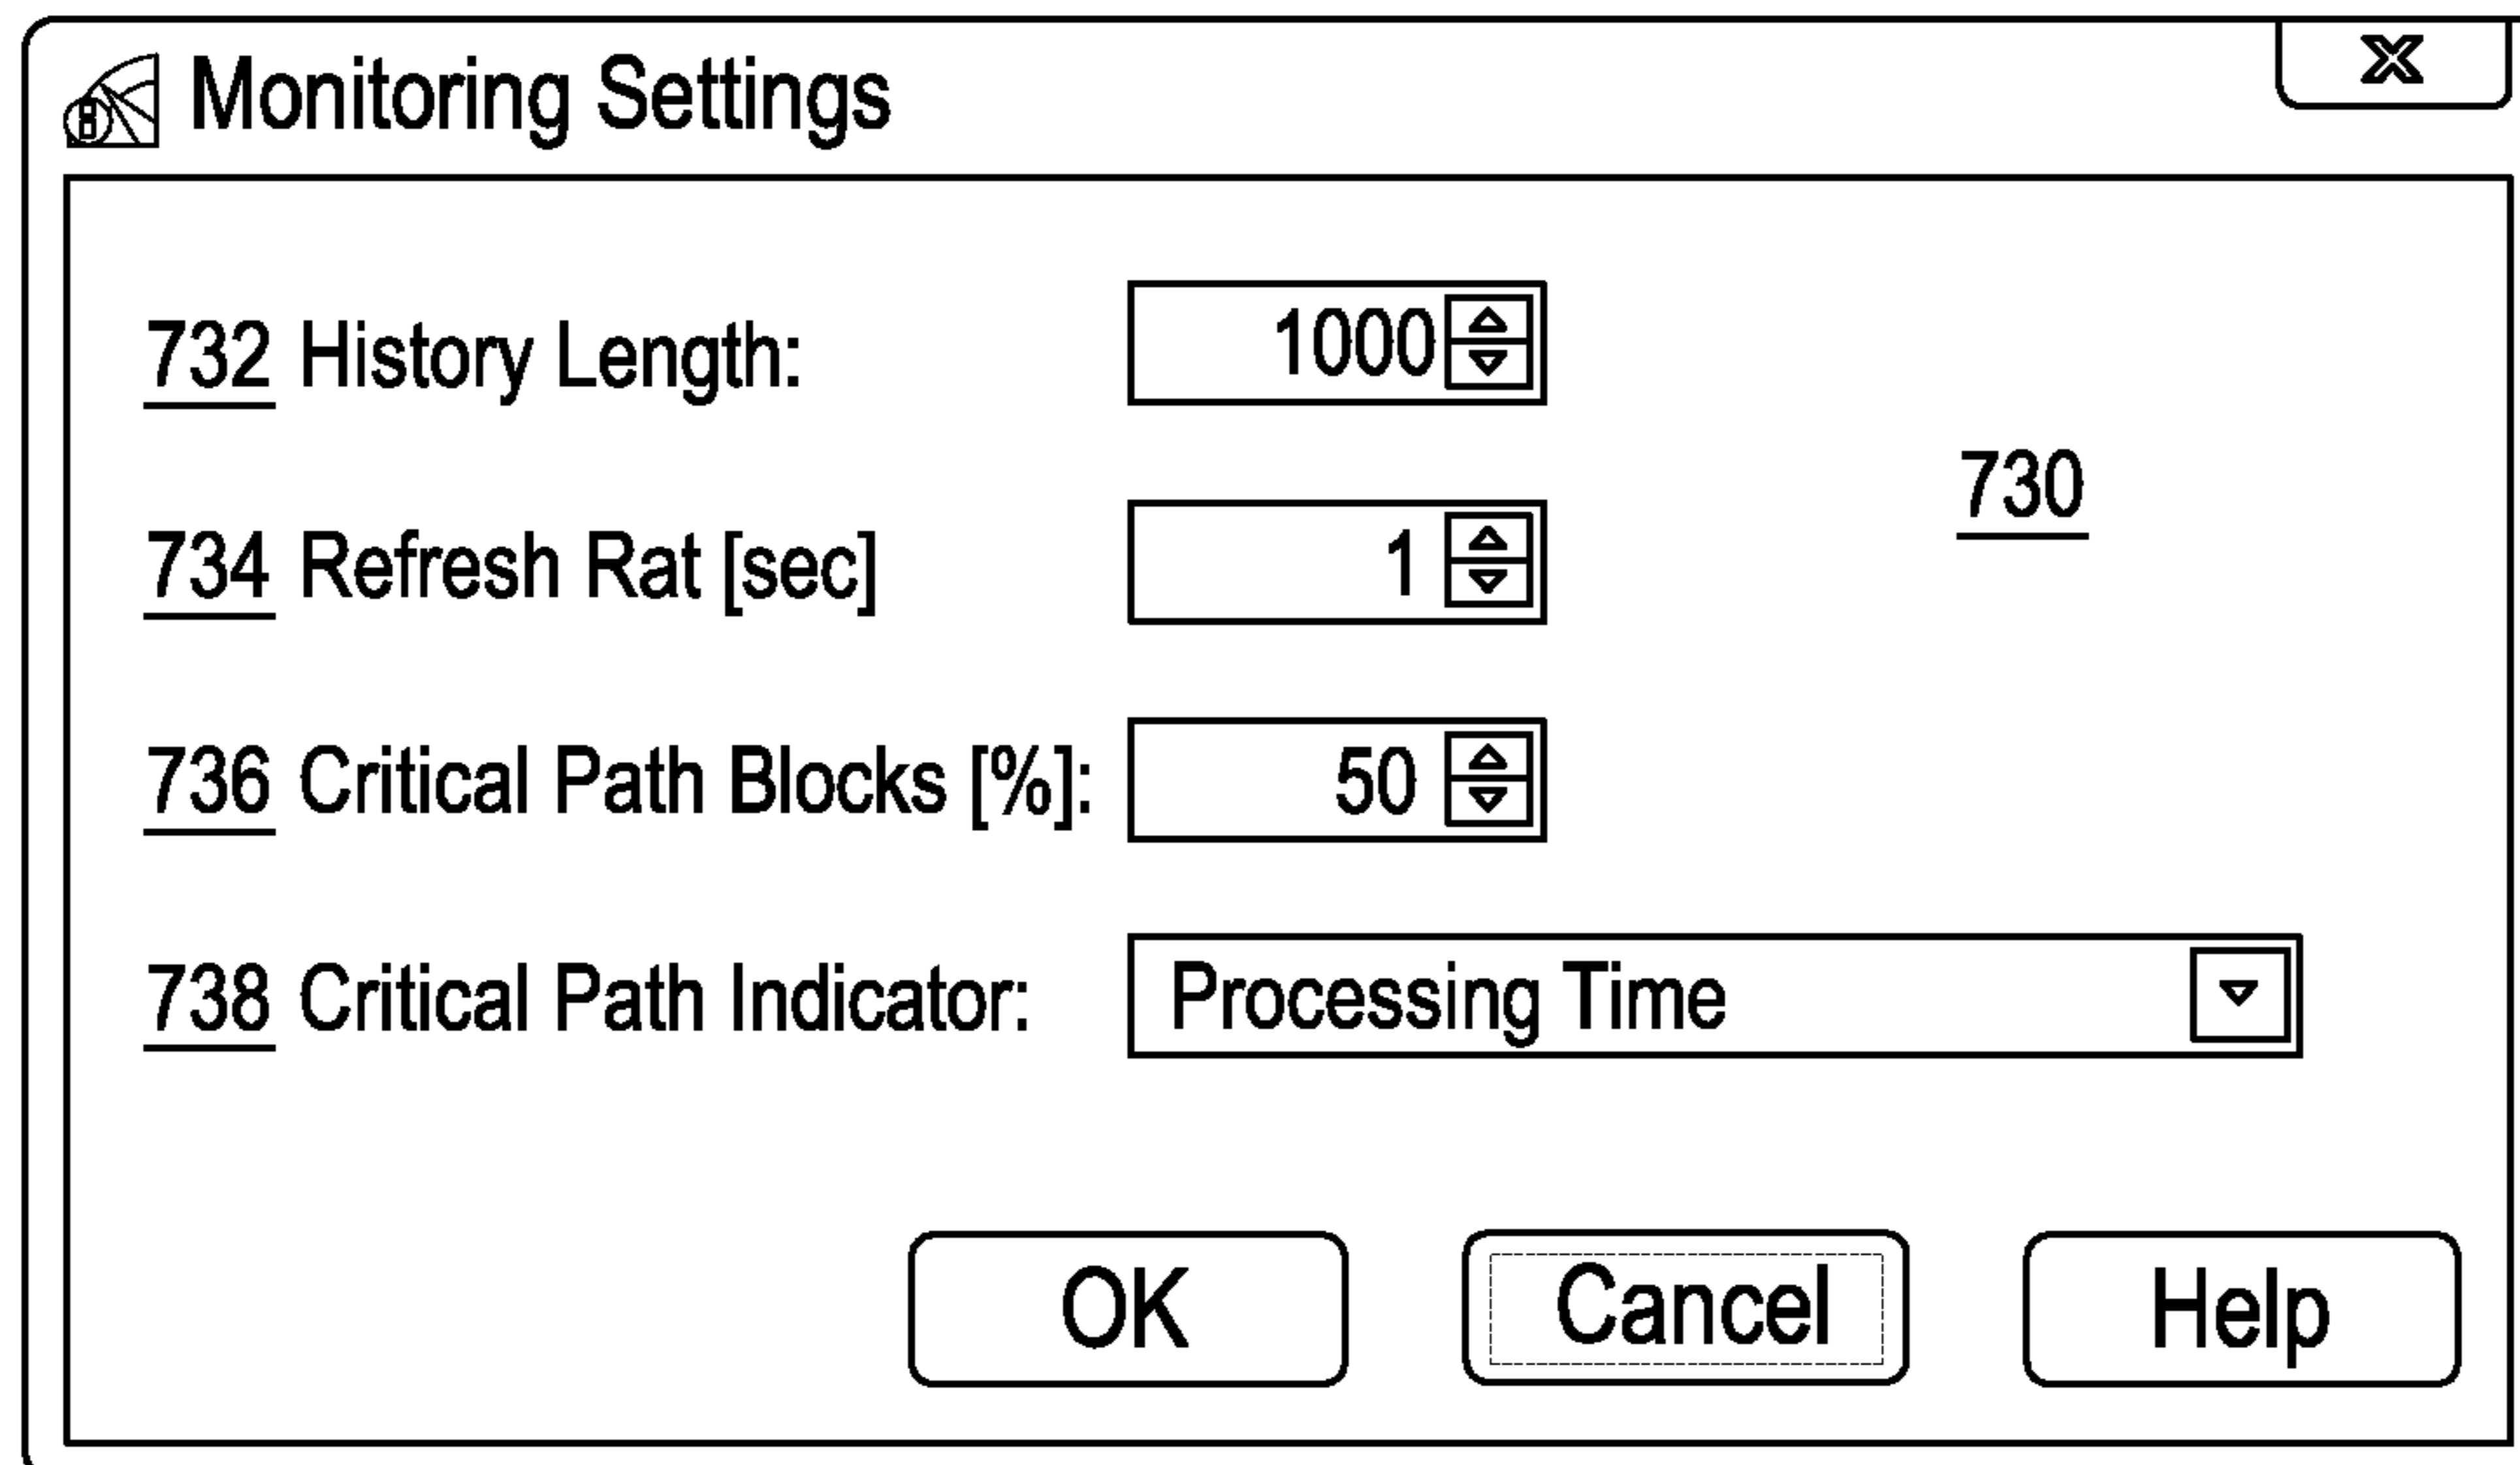 Monitoring Settings X
732 History Length: 1000
730
734 Refresh Rat [sec] 1
736 Critical Path Blocks [%]: 50
738 Critical Path Indicator: Processing Time
OK Cancel Help